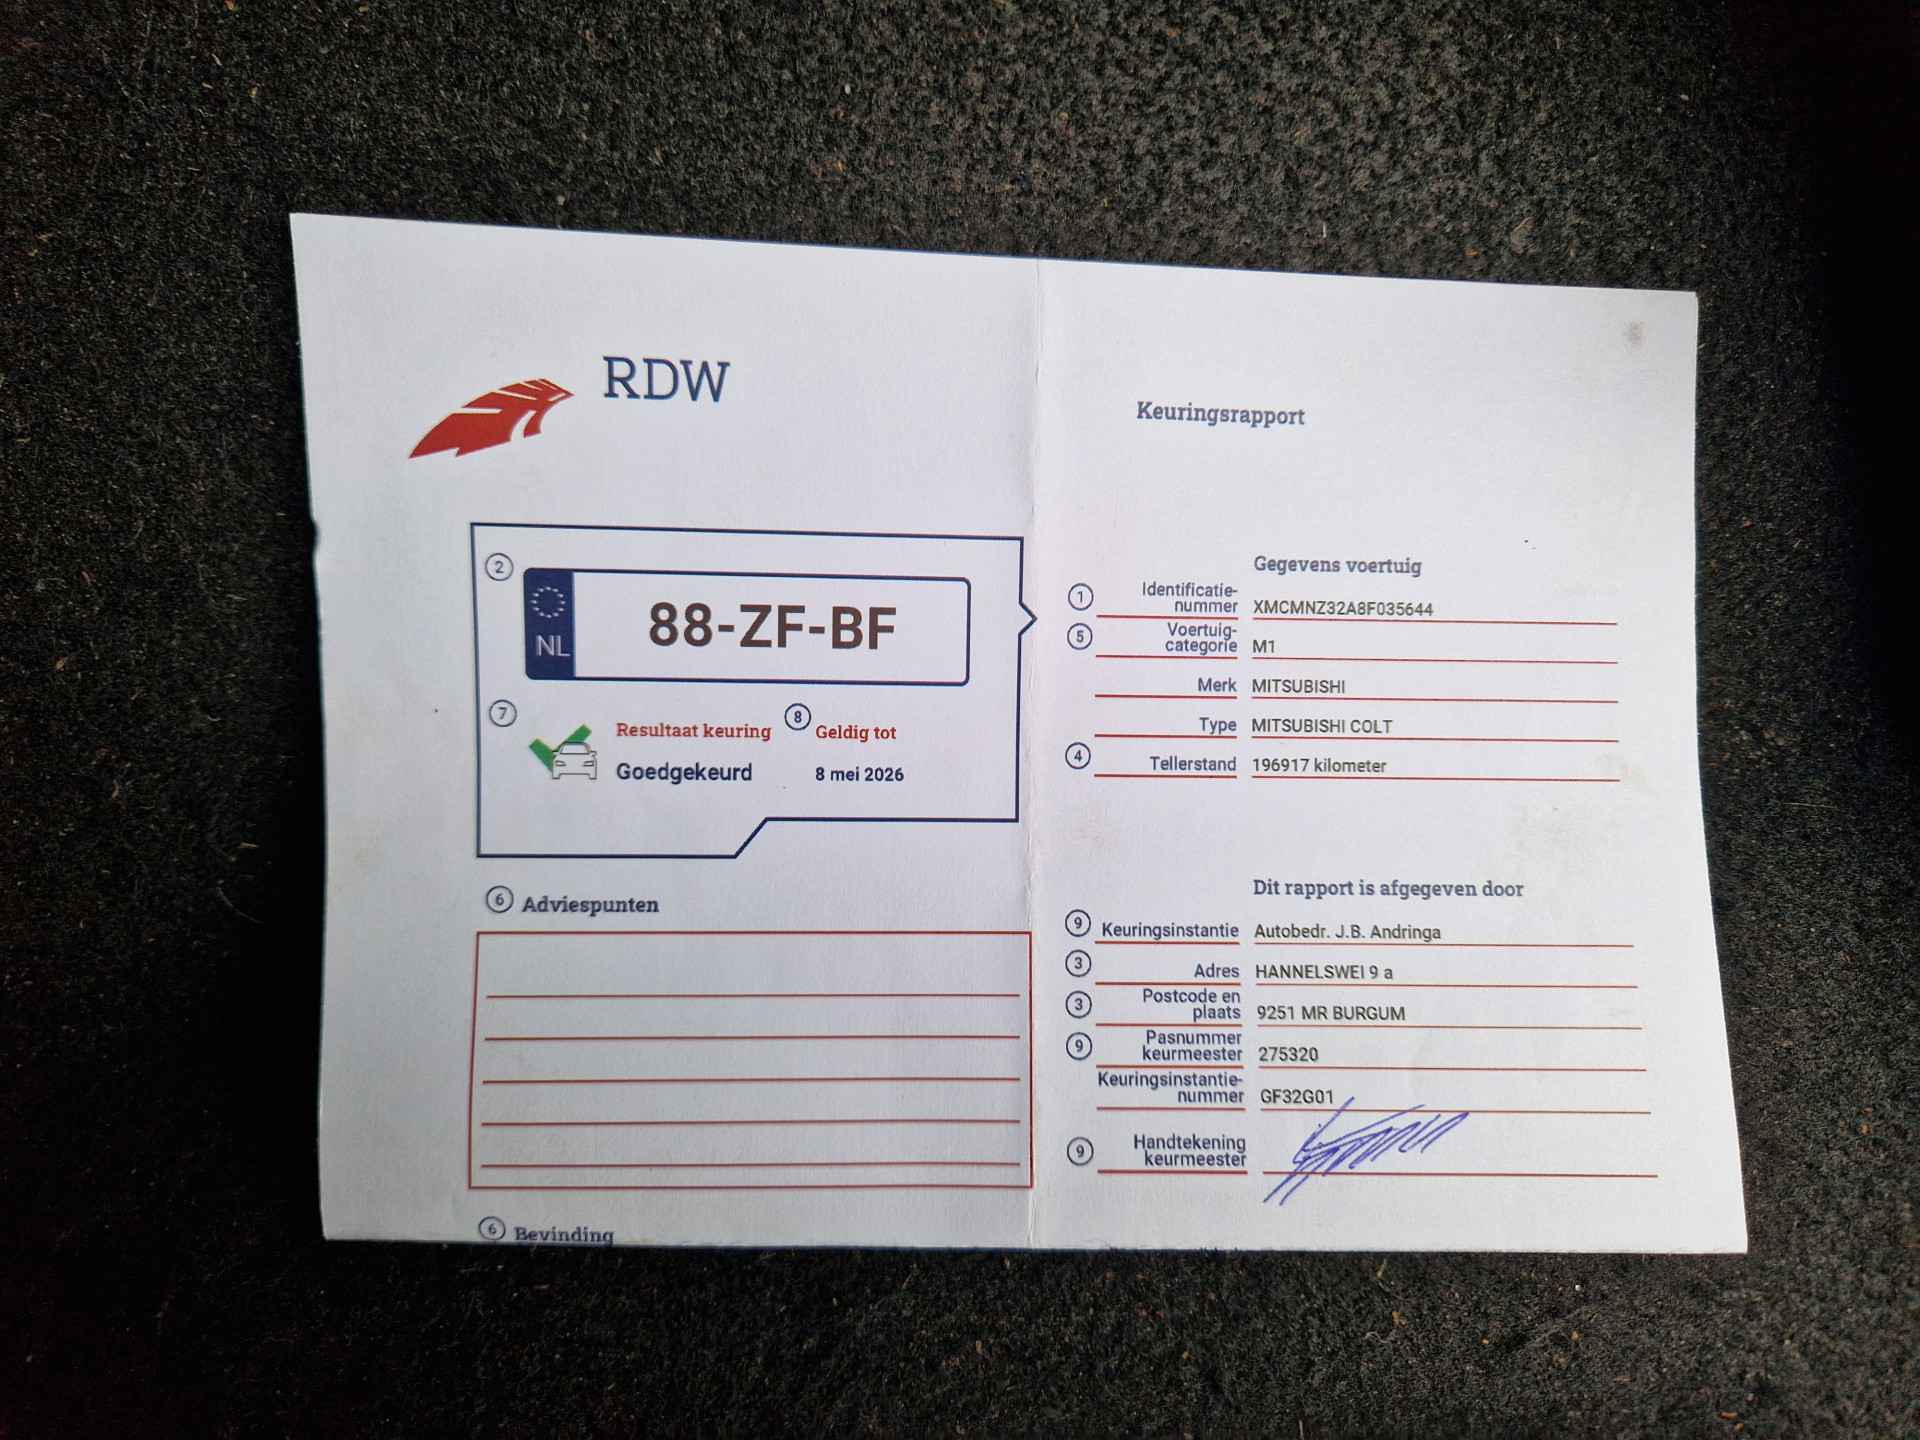 RDW
Keuringsrapport
2
NL
88-ZF-BF
7
Resultaat keuring
Goedgekeurd
8
Geldig tot
8 mei 2026
6 Adviespunten
6 Bevinding
Gegevens voertuig
1 Identificatie-
nummer XMCMNZ32A8F035644
5 Voertuig-
categorie M1
Merk MITSUBISHI
Type MITSUBISHI COLT
4 Tellerstand 196917 kilometer
Dit rapport is afgegeven door
9 Keuringsinstantie Autobedr. J.B. Andringa
3 Adres HANNELSWEI 9 a
3 Postcode en
plaats 9251 MR BURGUM
9 Pasnummer
keurmeester 275320
Keuringsinstantie-
nummer GF32G01
9 Handtekening
keurmeester